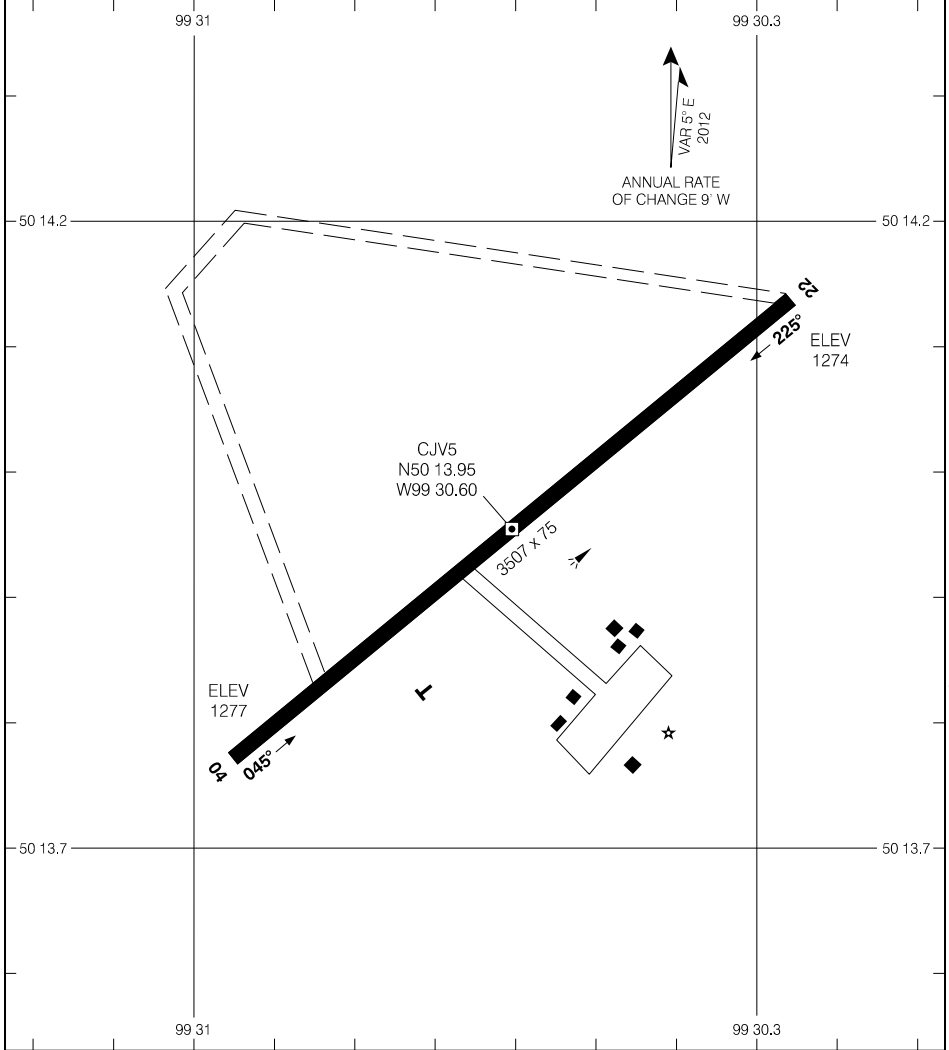 99 31
99 30.3
VAR 5° E
2012
ANNUAL RATE
OF CHANGE 9' W
50 14.2
50 14.2
22
225°
ELEV
1274
CJV5
N50 13.95
W99 30.60
3507 x 75
ELEV
1277
04
045°
50 13.7
50 13.7
99 31
99 30.3